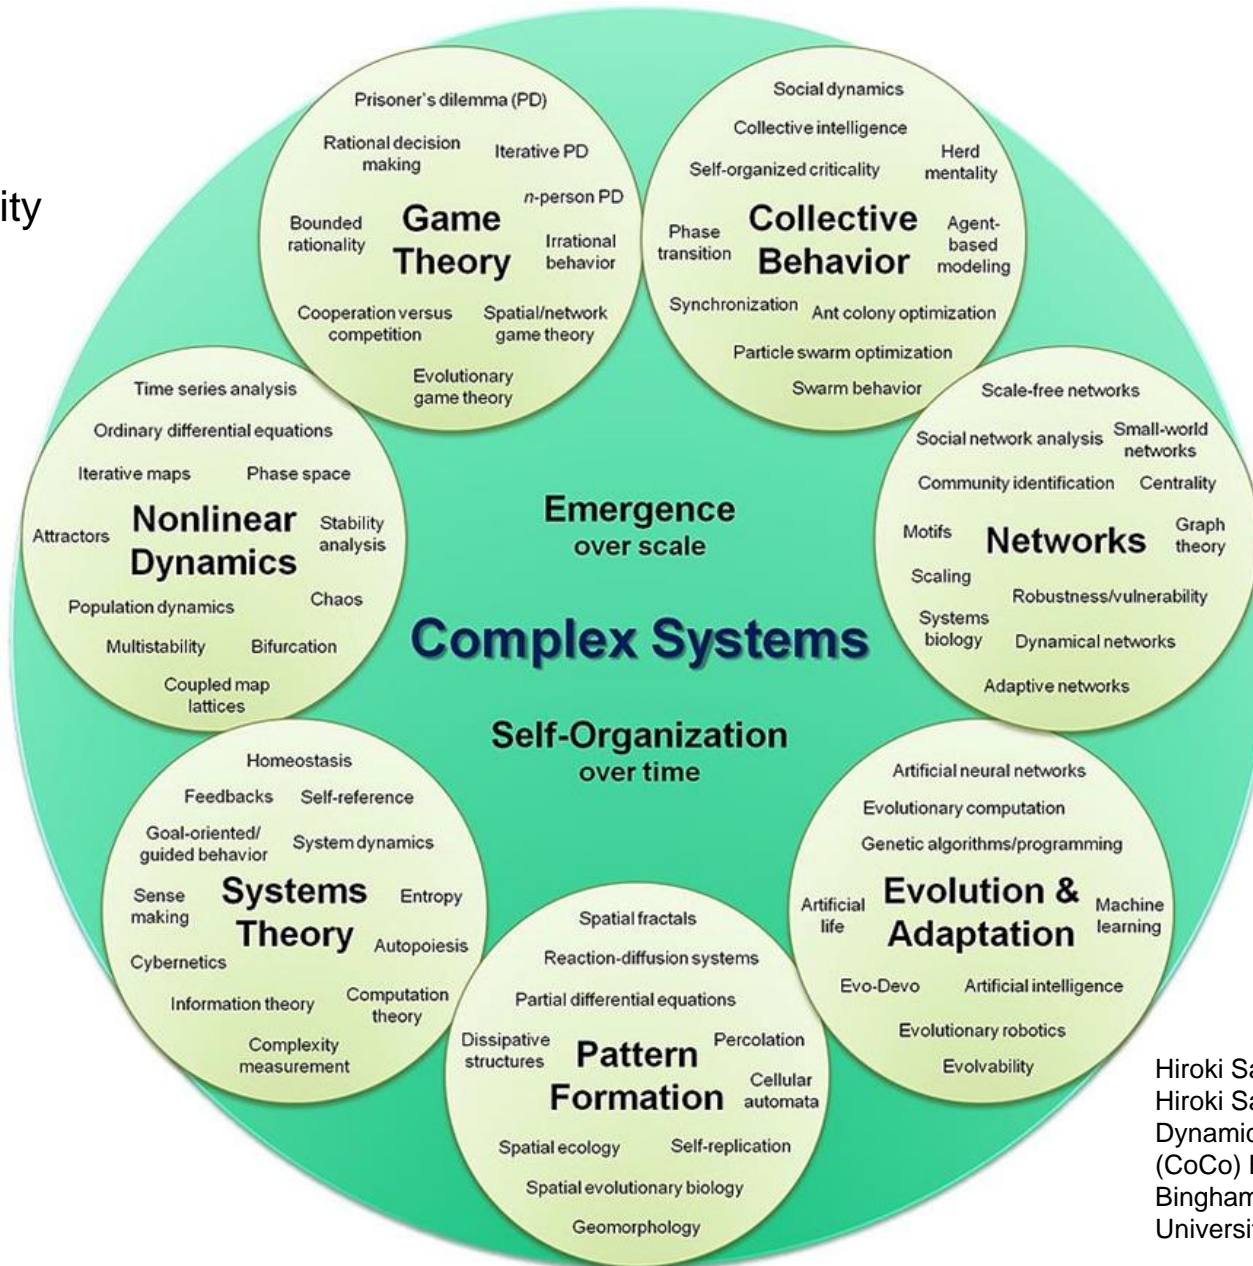 ity
Prisoner's dilemma (PD)
Rational decision
making
Iterative PD
n-person PD
Bounded
rationality
Game
Theory
Irrational
behavior
Cooperation versus
competition
Spatial/network
game theory
Evolutionary
game theory
Social dynamics
Collective intelligence
Herd
mentality
Self-organized criticality
Phase
transition
Collective
Behavior
Agent-
based
modeling
Synchronization
Ant colony optimization
Particle swarm optimization
Swarm behavior
Time series analysis
Ordinary differential equations
Iterative maps
Phase space
Attractors
Nonlinear
Dynamics
Stability
analysis
Population dynamics
Chaos
Multistability
Bifurcation
Coupled map
lattices
Emergence
over scale
Complex Systems
Self-Organization
over time
Scale-free networks
Social network analysis
Small-world
networks
Community identification
Centrality
Motifs
Networks
Graph
theory
Scaling
Robustness/vulnerability
Systems
biology
Dynamical networks
Adaptive networks
Homeostasis
Feedbacks
Self-reference
Goal-oriented/
guided behavior
System dynamics
Sense
making
Systems
Theory
Entropy
Autopoiesis
Cybernetics
Information theory
Computation
theory
Complexity
measurement
Spatial fractals
Reaction-diffusion systems
Partial differential equations
Dissipative
structures
Pattern
Formation
Percolation
Cellular
automata
Spatial ecology
Self-replication
Spatial evolutionary biology
Geomorphology
Artificial neural networks
Evolutionary computation
Genetic algorithms/programming
Artificial
life
Evolution &
Adaptation
Machine
learning
Evo-Devo
Artificial intelligence
Evolutionary robotics
Evolvability
Hiroki Sa
Hiroki Sa
Dynamic
(CoCo)
Bingham
Universi